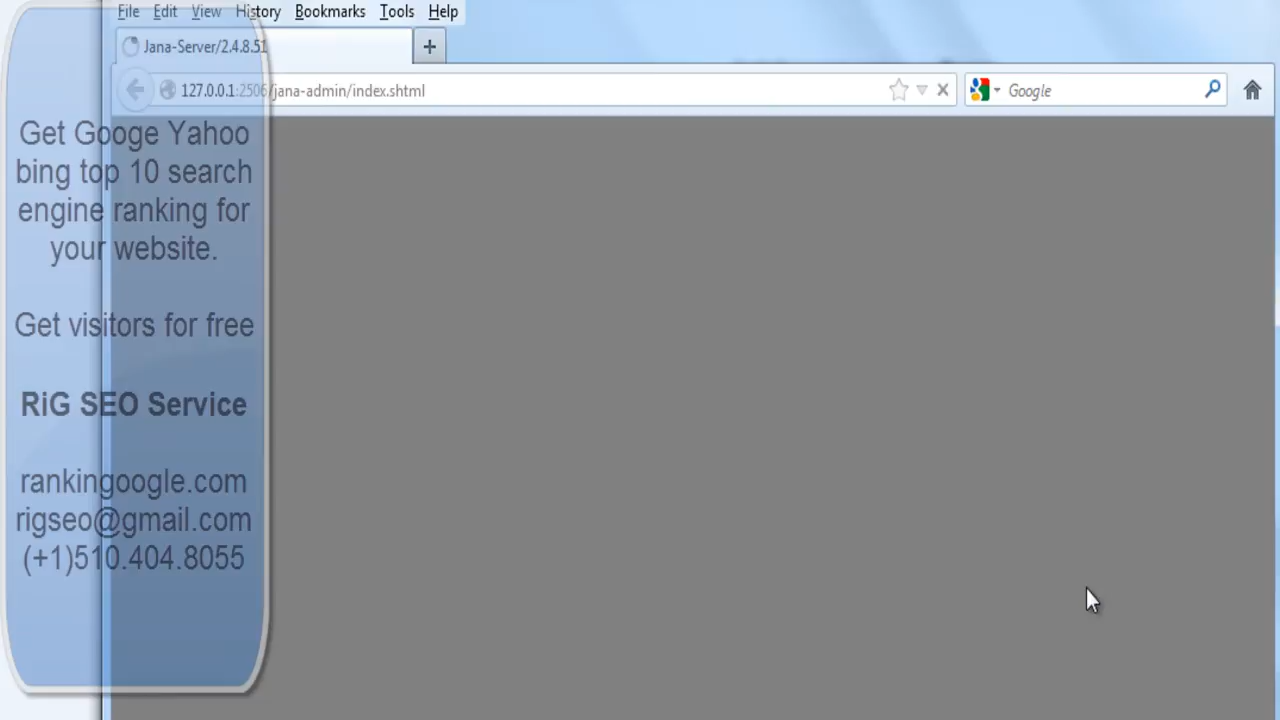 File Edit View History Bookmarks Tools Help
Jana-Server/2.4.8.51
127.0.0.1:2506/jana-admin/index.shtml
Google
Get Googe Yahoo
bing top 10 search
engine ranking for
your website.
Get visitors for free
RiG SEO Service
rankingoogle.com
rigseo@gmail.com
(+1)510.404.8055